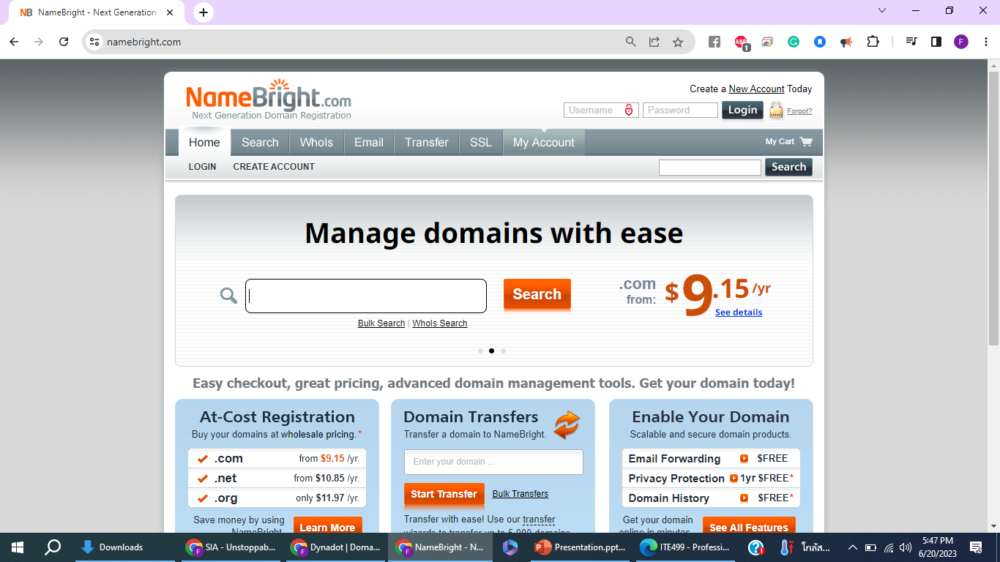 NB NameBright - Next Generation
namebright.com
ABP 1
F
NameBright.com
Next Generation Domain Registration
Create a New Account Today
Username Password Login Forgot?
Home Search WhoIs Email Transfer SSL My Account My Cart
LOGIN CREATE ACCOUNT Search
Manage domains with ease
Search
.com from: $9.15/yr
See details
Bulk Search | WhoIs Search
Easy checkout, great pricing, advanced domain management tools. Get your domain today!
At-Cost Registration
Buy your domains at wholesale pricing.*
.com from $9.15 /yr.
.net from $10.85 /yr.
.org only $11.97 /yr.
Save money by using
NameBright
Learn More
Domain Transfers
Transfer a domain to NameBright.
Enter your domain ...
Start Transfer Bulk Transfers
Transfer with ease! Use our transfer
wizards to transfer up to 5,000 domains
Enable Your Domain
Scalable and secure domain products.
Email Forwarding $FREE
Privacy Protection 1yr $FREE*
Domain History $FREE*
Get your domain
online in minutes
See All Features
Downloads SIA - Unstoppab... Dynadot | Doma... NameBright - N... Presentation.ppt... ITE499 - Professi... โกลัส... 5:47 PM
6/20/2023